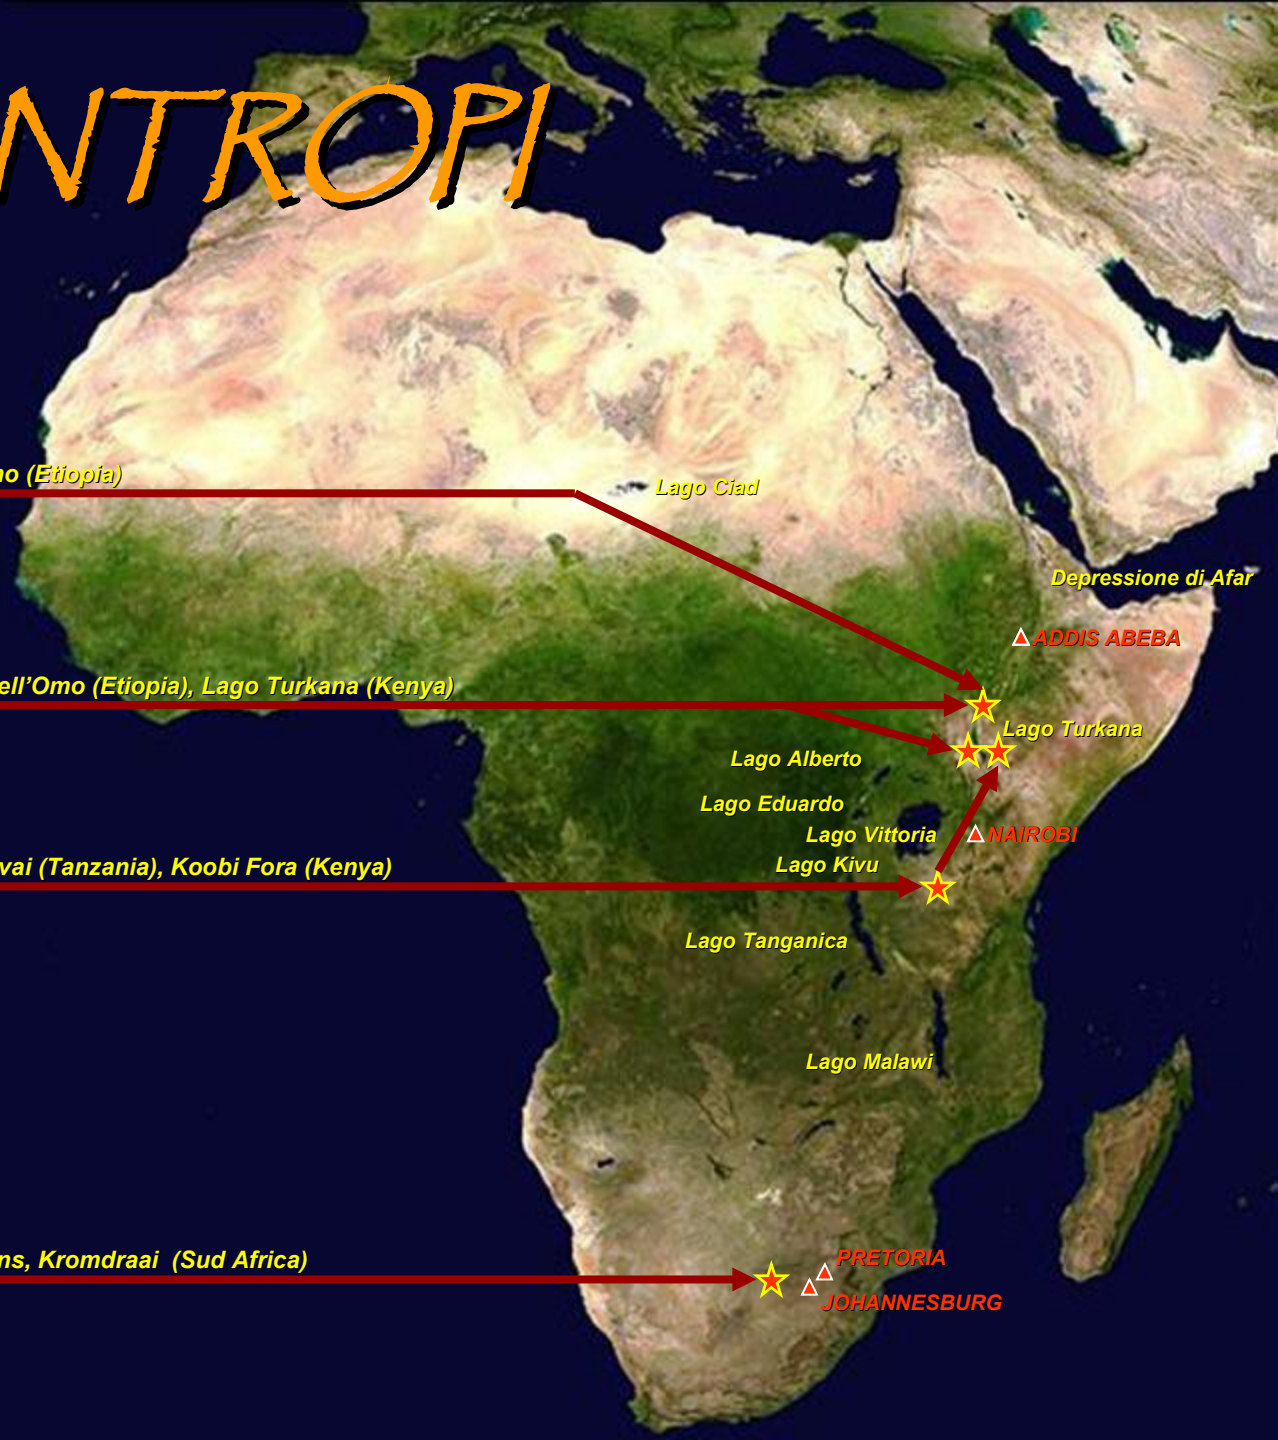 NTROPI
no (Etiopia)
Lago Ciad
Depressione di Afar
ADDIS ABEBA
ell’Omo (Etiopia), Lago Turkana (Kenya)
Lago Turkana
Lago Alberto
Lago Eduardo
Lago Vittoria
NAIROBI
vai (Tanzania), Koobi Fora (Kenya)
Lago Kivu
Lago Tanganica
Lago Malawi
ns, Kromdraai (Sud Africa)
PRETORIA
JOHANNESBURG